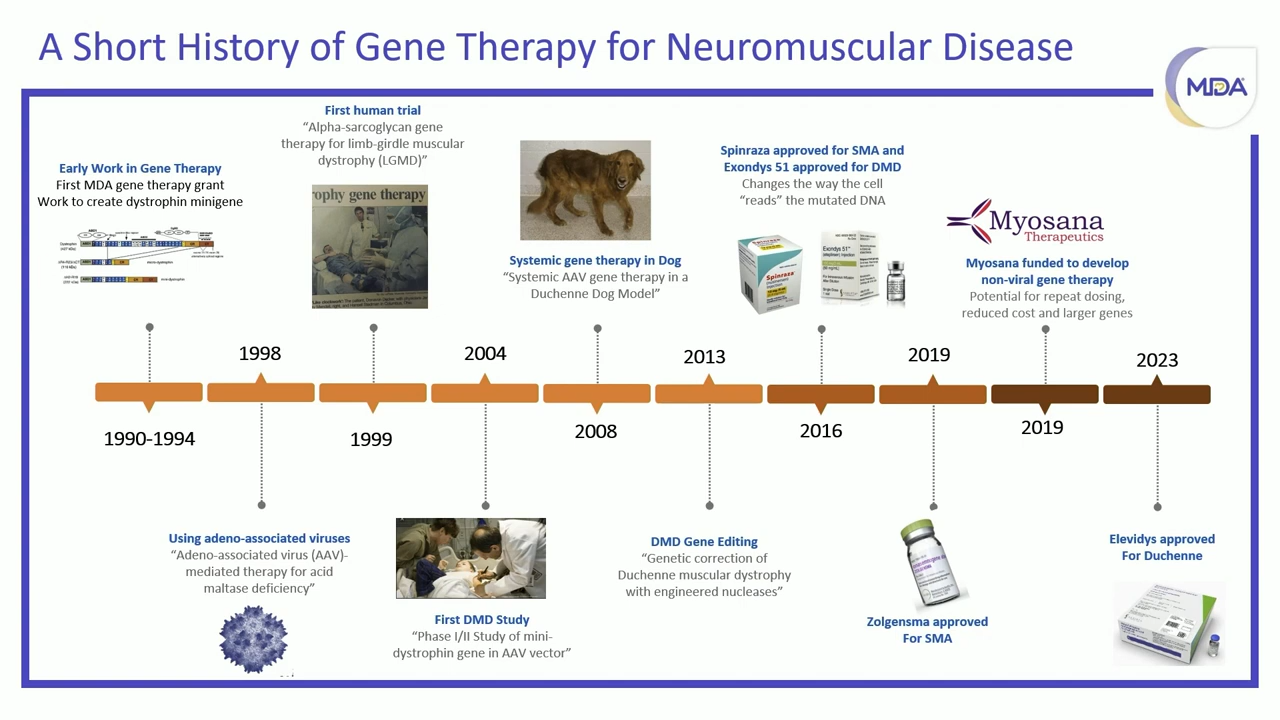 A Short History of Gene Therapy for Neuromuscular Disease
MDA
Early Work in Gene Therapy
First MDA gene therapy grant
Work to create dystrophin minigene
1990-1994
1998
Using adeno-associated viruses
“Adeno-associated virus (AAV)-
mediated therapy for acid
maltase deficiency”
First human trial
“Alpha-sarcoglycan gene
therapy for limb-girdle muscular
dystrophy (LGMD)”
rophy gene therapy
1999
2004
First DMD Study
“Phase I/II Study of mini-
dystrophin gene in AAV vector”
Systemic gene therapy in Dog
“Systemic AAV gene therapy in a
Duchenne Dog Model”
2008
2013
DMD Gene Editing
“Genetic correction of
Duchenne muscular dystrophy
with engineered nucleases”
Spinraza approved for SMA and
Exondys 51 approved for DMD
Changes the way the cell
“reads” the mutated DNA
Spinraza
Spinraza
Exondys 51
2016
2019
Zolgensma approved
For SMA
Myosana
Therapeutics
Myosana funded to develop
non-viral gene therapy
Potential for repeat dosing,
reduced cost and larger genes
2019
2023
Elevidys approved
For Duchenne